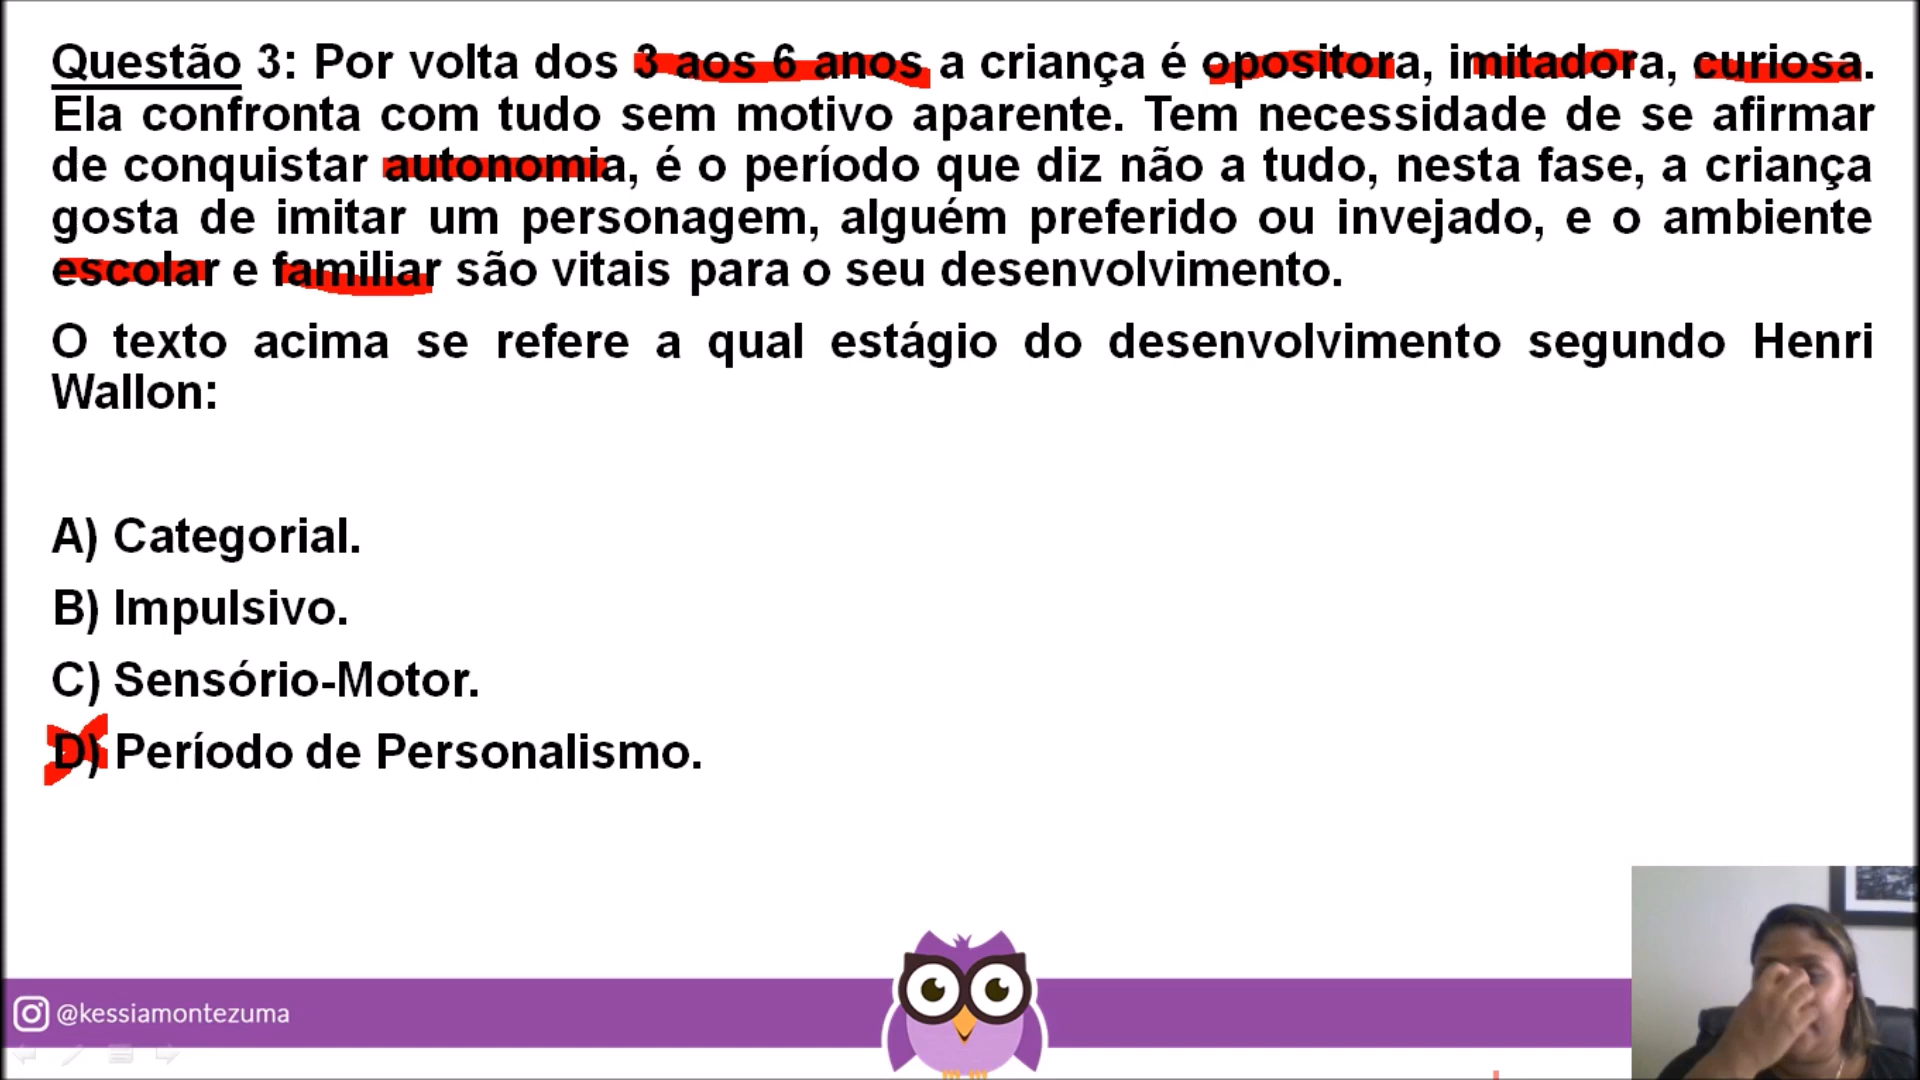 Questão 3: Por volta dos 3 aos 6 anos a criança é opositora, imitadora, curiosa.
Ela confronta com tudo sem motivo aparente. Tem necessidade de se afirmar
de conquistar autonomia, é o período que diz não a tudo, nesta fase, a criança
gosta de imitar um personagem, alguém preferido ou invejado, e o ambiente
escolar e familiar são vitais para o seu desenvolvimento.
O texto acima se refere a qual estágio do desenvolvimento segundo Henri
Wallon:
A) Categorial.
B) Impulsivo.
C) Sensório-Motor.
D) Período de Personalismo.
@kessiamontezuma